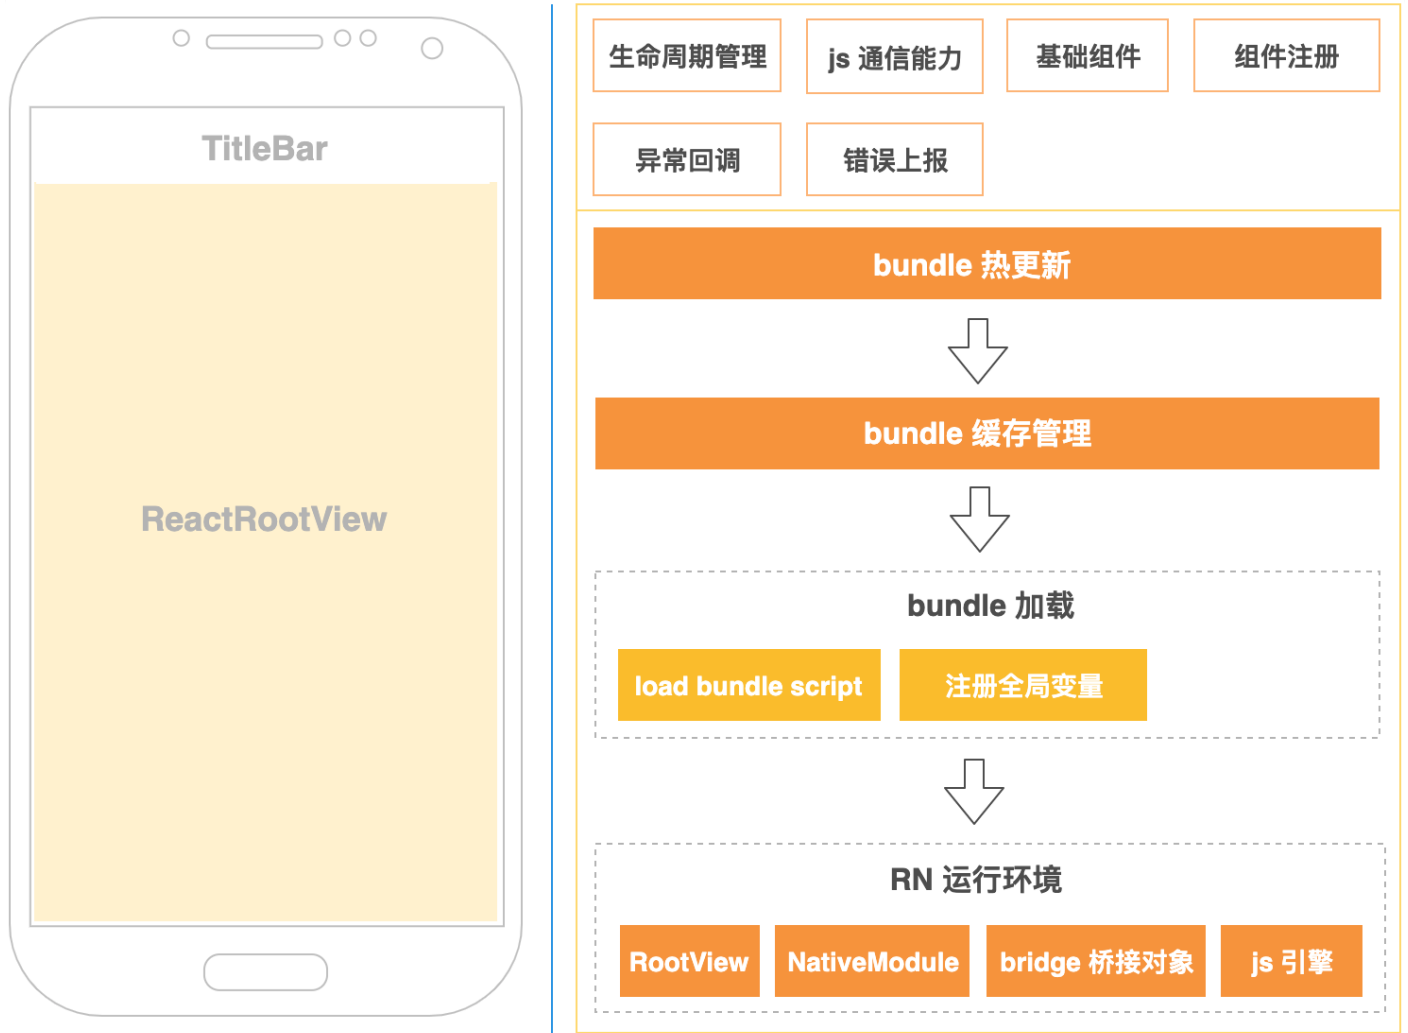 TitleBar
ReactRootView
生命周期管理
js 通信能力
基础组件
组件注册
异常回调
错误上报
bundle 热更新
bundle 缓存管理
bundle 加载
load bundle script
注册全局变量
RN 运行环境
RootView
NativeModule
bridge 桥接对象
js 引擎